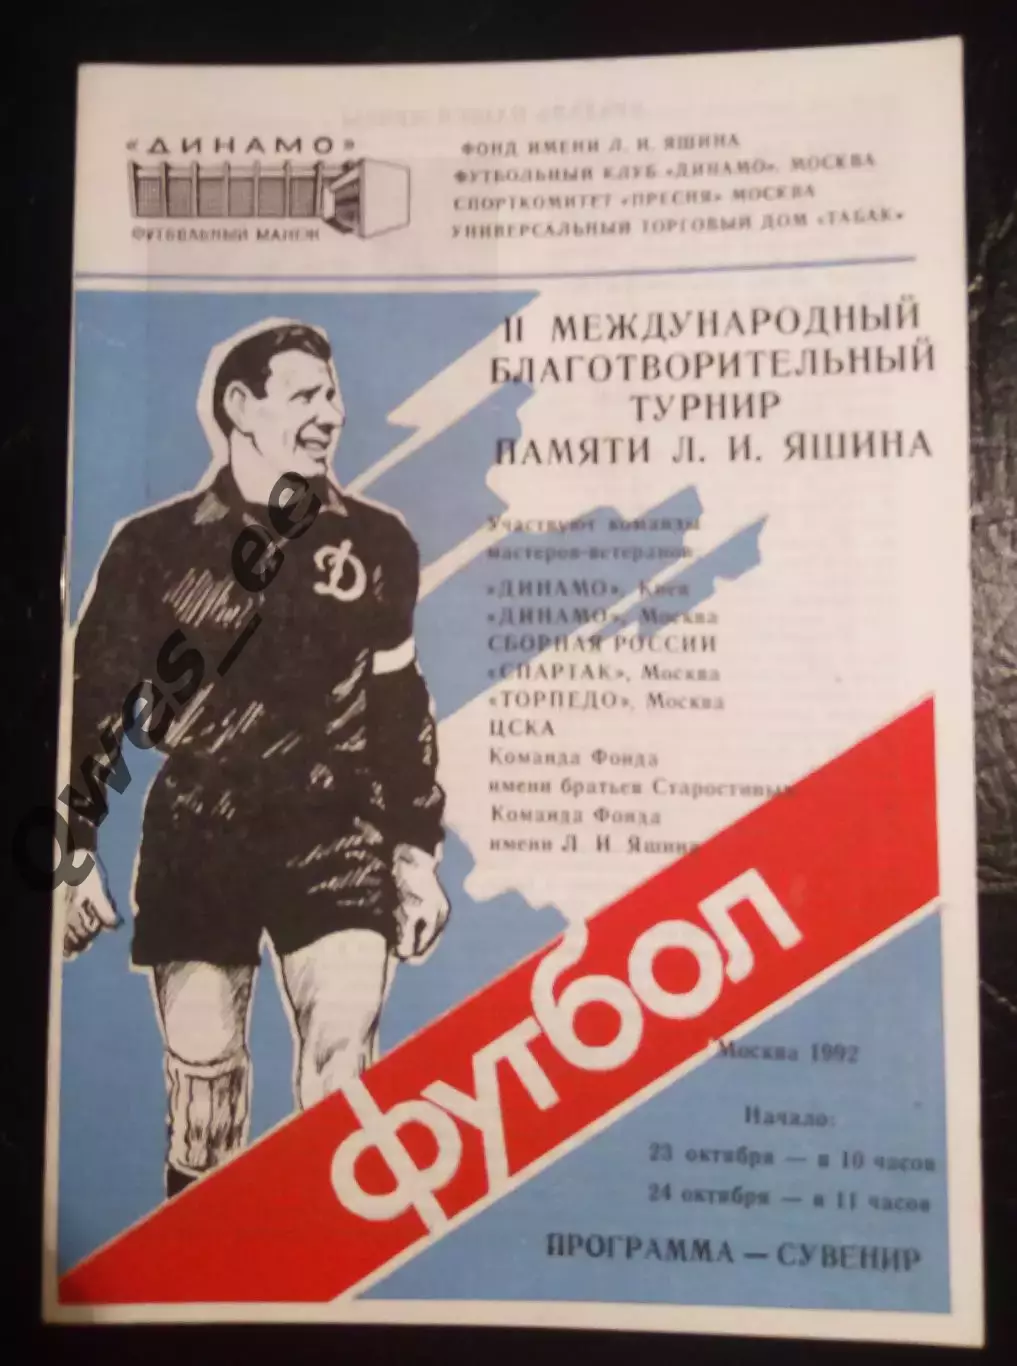 «ДИНАМО»
ФУТБОЛЬНЫЙ МАНЕЖ
ФОНД ИМЕНИ Л. И. ЯШИНА
ФУТБОЛЬНЫЙ КЛУБ «ДИНАМО», МОСКВА
СПОРТКОМИТЕТ «ПРЕСНЯ» МОСКВА
УНИВЕРСАЛЬНЫЙ ТОРГОВЫЙ ДОМ «ТАБАК»
II МЕЖДУНАРОДНЫЙ
БЛАГОТВОРИТЕЛЬНЫЙ
ТУРНИР
ПАМЯТИ Л. И. ЯШИНА
Участвуют команды
мастеров-ветеранов:
«ДИНАМО», Киев
«ДИНАМО», Москва
СБОРНАЯ РОССИИ
«СПАРТАК», Москва
«ТОРПЕДО», Москва
ЦСКА
Команда Фонда
имени братьев Старостиных
Команда Фонда
имени Л. И. Яшина
Д
футбол
Москва 1992
Начало:
23 октября — в 10 часов
24 октября — в 11 часов
ПРОГРАММА — СУВЕНИР
Qwes_ee